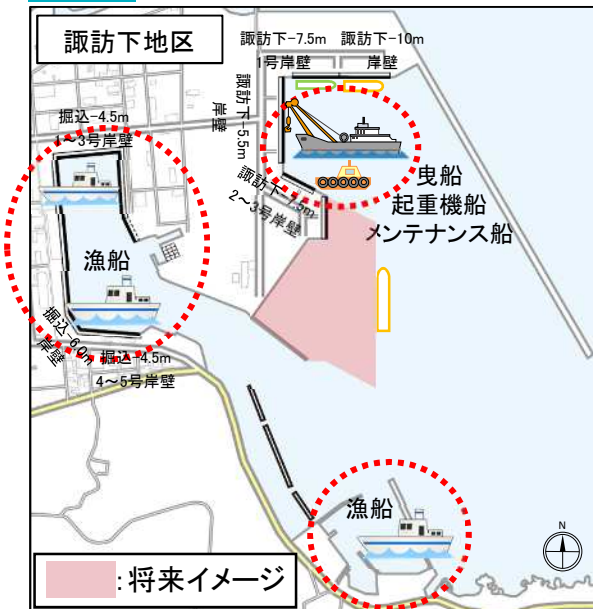 諏訪下地区
諏訪下-7.5m
1号岸壁
諏訪下-10m
岸壁
諏訪下-5.5m
岸壁
掘込-4.5m
1～3号岸壁
諏訪下-7.5m
2～3号岸壁
曳船
起重機船
メンテナンス船
漁船
掘込-6.0m
岸壁
掘込-4.5m
4～5号岸壁
漁船
N
:将来イメージ